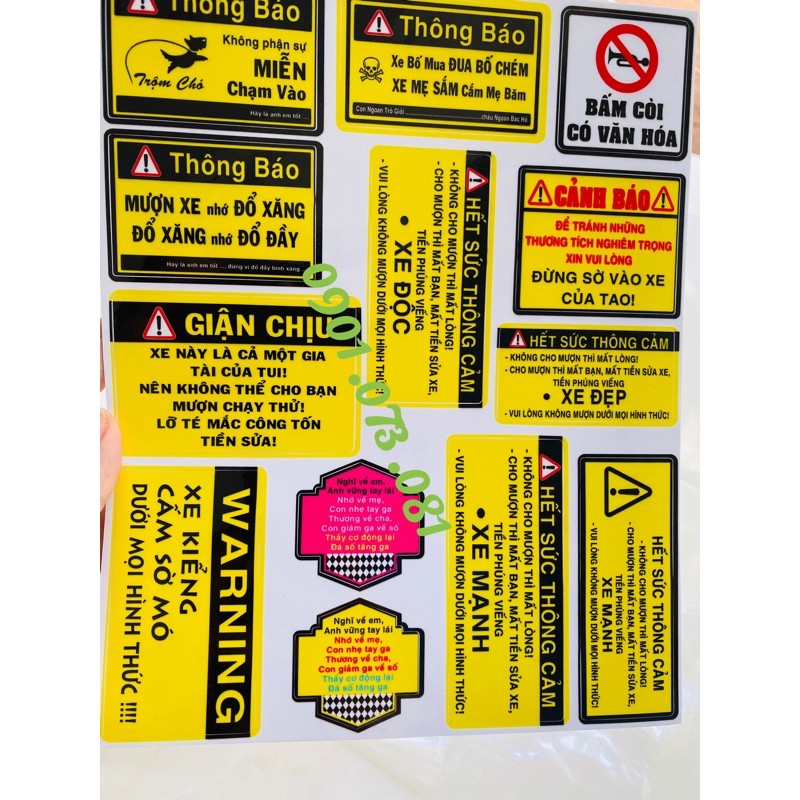 Thông Báo
Không phận sự
MIỄN
Chạm Vào
Trộm Chó
Hãy là anh em tốt ...
Thông Báo
Xe Bố Mua ĐUA BỐ CHÉM
XE MẸ SẮM Cấm Mẹ Băm
Con Ngoan Trò Giỏi ... cháu Ngoan Bác Hồ
BẤM CÒI
CÓ VĂN HÓA
Thông Báo
MƯỢN XE nhớ ĐỔ XĂNG
ĐỔ XĂNG nhớ ĐỔ ĐẦY
Hãy là anh em tốt .... đừng vì đổ đầy bình xăng
HẾT SỨC THÔNG CẢM
- KHÔNG CHO MƯỢN THÌ MẤT LÒNG!
- CHO MƯỢN THÌ MẤT BẠN, MẤT TIỀN SỬA XE,
TIỀN PHÚNG VIẾNG
• XE ĐỘC
- VUI LÒNG KHÔNG MƯỢN DƯỚI MỌI HÌNH THỨC!
CẢNH BÁO
ĐỂ TRÁNH NHỮNG
THƯƠNG TÍCH NGHIÊM TRỌNG
XIN VUI LÒNG
ĐỪNG SỜ VÀO XE
CỦA TAO!
GIẬN CHỊU
XE NÀY LÀ CẢ MỘT GIA
TÀI CỦA TUI!
NÊN KHÔNG THỂ CHO BẠN
MƯỢN CHẠY THỬ!
LỠ TÉ MẮC CÔNG TỐN
TIỀN SỬA!
HẾT SỨC THÔNG CẢM
- KHÔNG CHO MƯỢN THÌ MẤT LÒNG!
- CHO MƯỢN THÌ MẤT BẠN, MẤT TIỀN SỬA XE,
TIỀN PHÚNG VIẾNG
• XE ĐẸP
- VUI LÒNG KHÔNG MƯỢN DƯỚI MỌI HÌNH THỨC!
0901.073.081
WARNING
XE KIỂNG
CẤM SỜ MÓ
DƯỚI MỌI HÌNH THỨC !!!!
Nghĩ về em,
Anh vững tay lái
Nhớ về mẹ,
Con nhẹ tay ga
Thương về cha,
Con giảm ga về số
Thấy cơ động lại
Đá số tăng ga
Nghĩ về em,
Anh vững tay lái
Nhớ về mẹ,
Con nhẹ tay ga
Thương về cha,
Con giảm ga về số
Thấy cơ động lại
Đá số tăng ga
HẾT SỨC THÔNG CẢM
- KHÔNG CHO MƯỢN THÌ MẤT LÒNG!
- CHO MƯỢN THÌ MẤT BẠN, MẤT TIỀN SỬA XE,
TIỀN PHÚNG VIẾNG
• XE MẠNH
- VUI LÒNG KHÔNG MƯỢN DƯỚI MỌI HÌNH THỨC!
HẾT SỨC THÔNG CẢM
- KHÔNG CHO MƯỢN THÌ MẤT LÒNG!
- CHO MƯỢN THÌ MẤT BẠN, MẤT TIỀN SỬA XE,
TIỀN PHÚNG VIẾNG
XE MẠNH
- VUI LÒNG KHÔNG MƯỢN DƯỚI MỌI HÌNH THỨC!